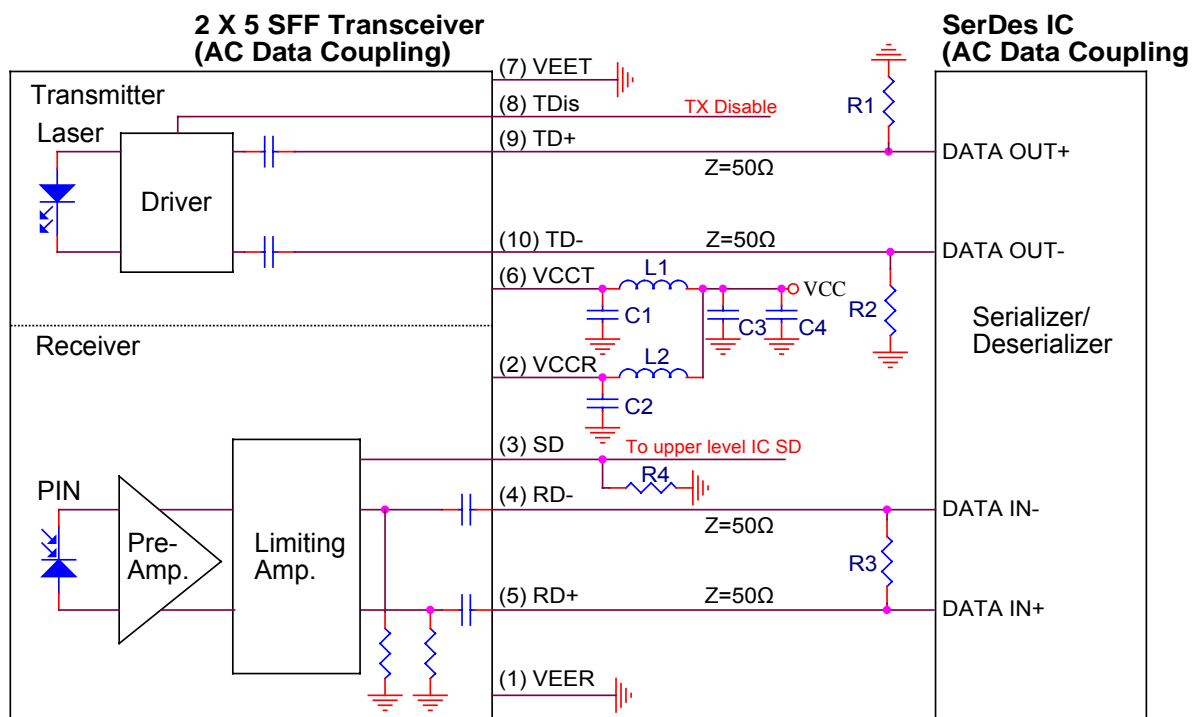 2 X 5 SFF Transceiver
(AC Data Coupling)
SerDes IC
(AC Data Coupling
(7) VEET
Transmitter
(8) TDis
TX Disable
R1
Laser
(9) TD+
Z=50Ω
DATA OUT+
Driver
(10) TD-
Z=50Ω
DATA OUT-
(6) VCCT
L1
VCC
C1
C3
C4
R2
Serializer/
Deserializer
Receiver
(2) VCCR
L2
C2
(3) SD
To upper level IC SD
R4
PIN
(4) RD-
Z=50Ω
DATA IN-
Pre-
Amp.
Limiting
Amp.
R3
(5) RD+
Z=50Ω
DATA IN+
(1) VEER